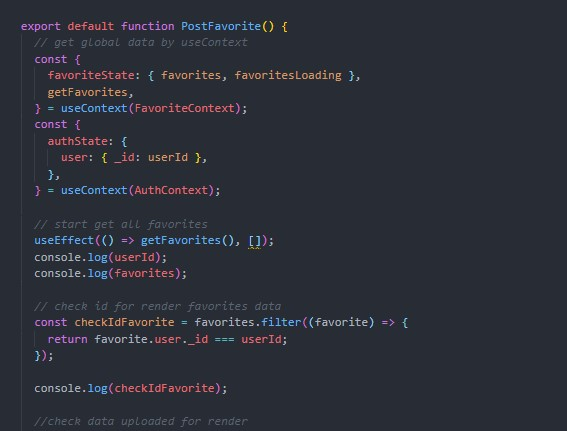 export default function PostFavorite() {
// get global data by useContext
const {
favoriteState: { favorites, favoritesLoading },
getFavorites,
} = useContext(FavoriteContext);
const {
authState: {
user: { _id: userId },
},
} = useContext(AuthContext);
// start get all favorites
useEffect(() => getFavorites(), []);
console.log(userId);
console.log(favorites);
// check id for render favorites data
const checkIdFavorite = favorites.filter((favorite) => {
return favorite.user._id === userId;
});
console.log(checkIdFavorite);
//check data uploaded for render